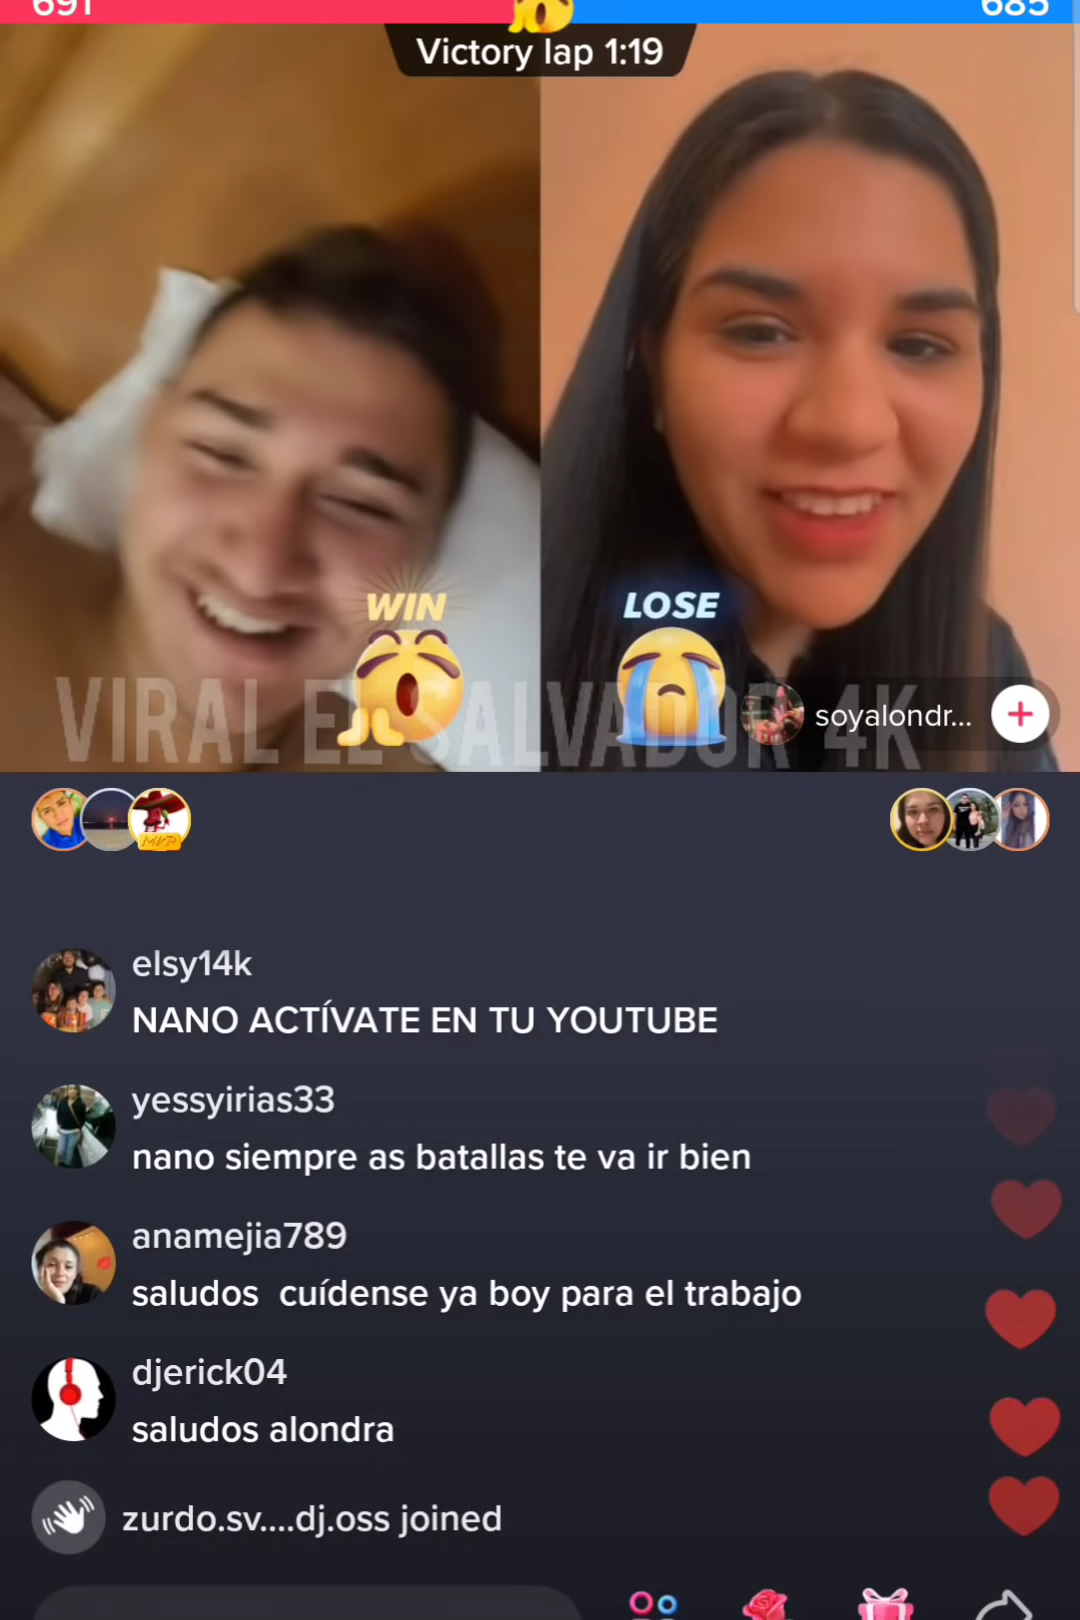 691
685
Victory lap 1:19
WIN
LOSE
VIRAL EL SALVADOR 4K
soyalondr...
MVP
elsy14k
NANO ACTÍVATE EN TU YOUTUBE
yessyirias33
nano siempre as batallas te va ir bien
anamejia789
saludos  cuídense ya boy para el trabajo
djerick04
saludos alondra
zurdo.sv....dj.oss joined